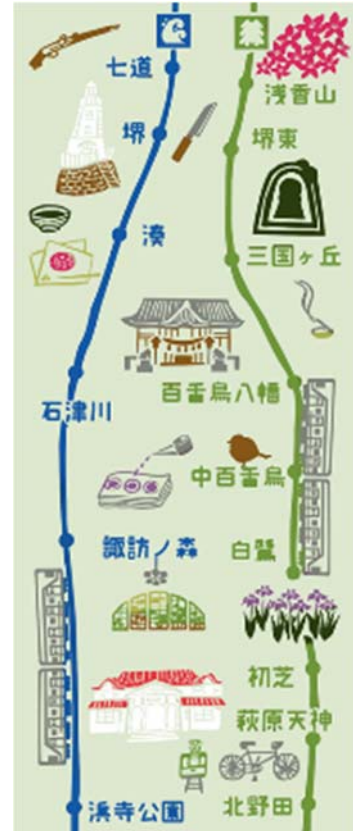 七道
堺
湊
石津川
諏訪ノ森
浜寺公園
浅香山
堺東
三国ヶ丘
百舌鳥八幡
中百舌鳥
白鷺
初芝
萩原天神
北野田